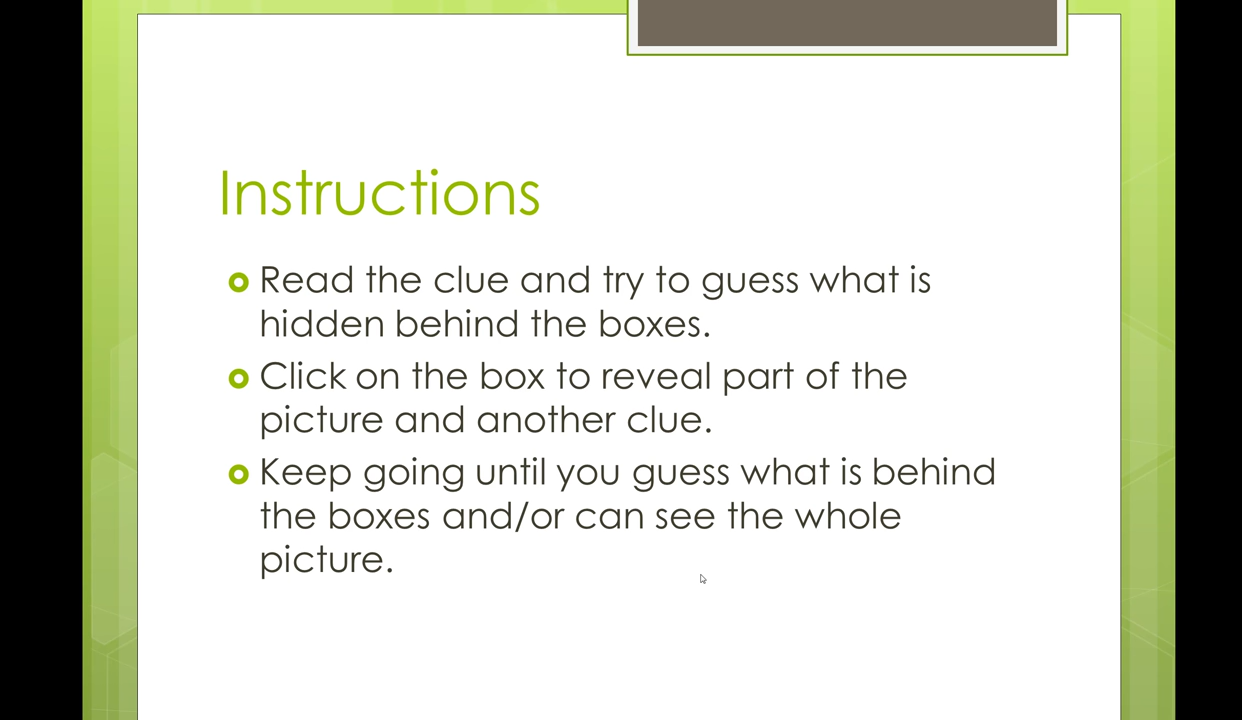 Instructions
Read the clue and try to guess what is
hidden behind the boxes.
Click on the box to reveal part of the
picture and another clue.
Keep going until you guess what is behind
the boxes and/or can see the whole
picture.